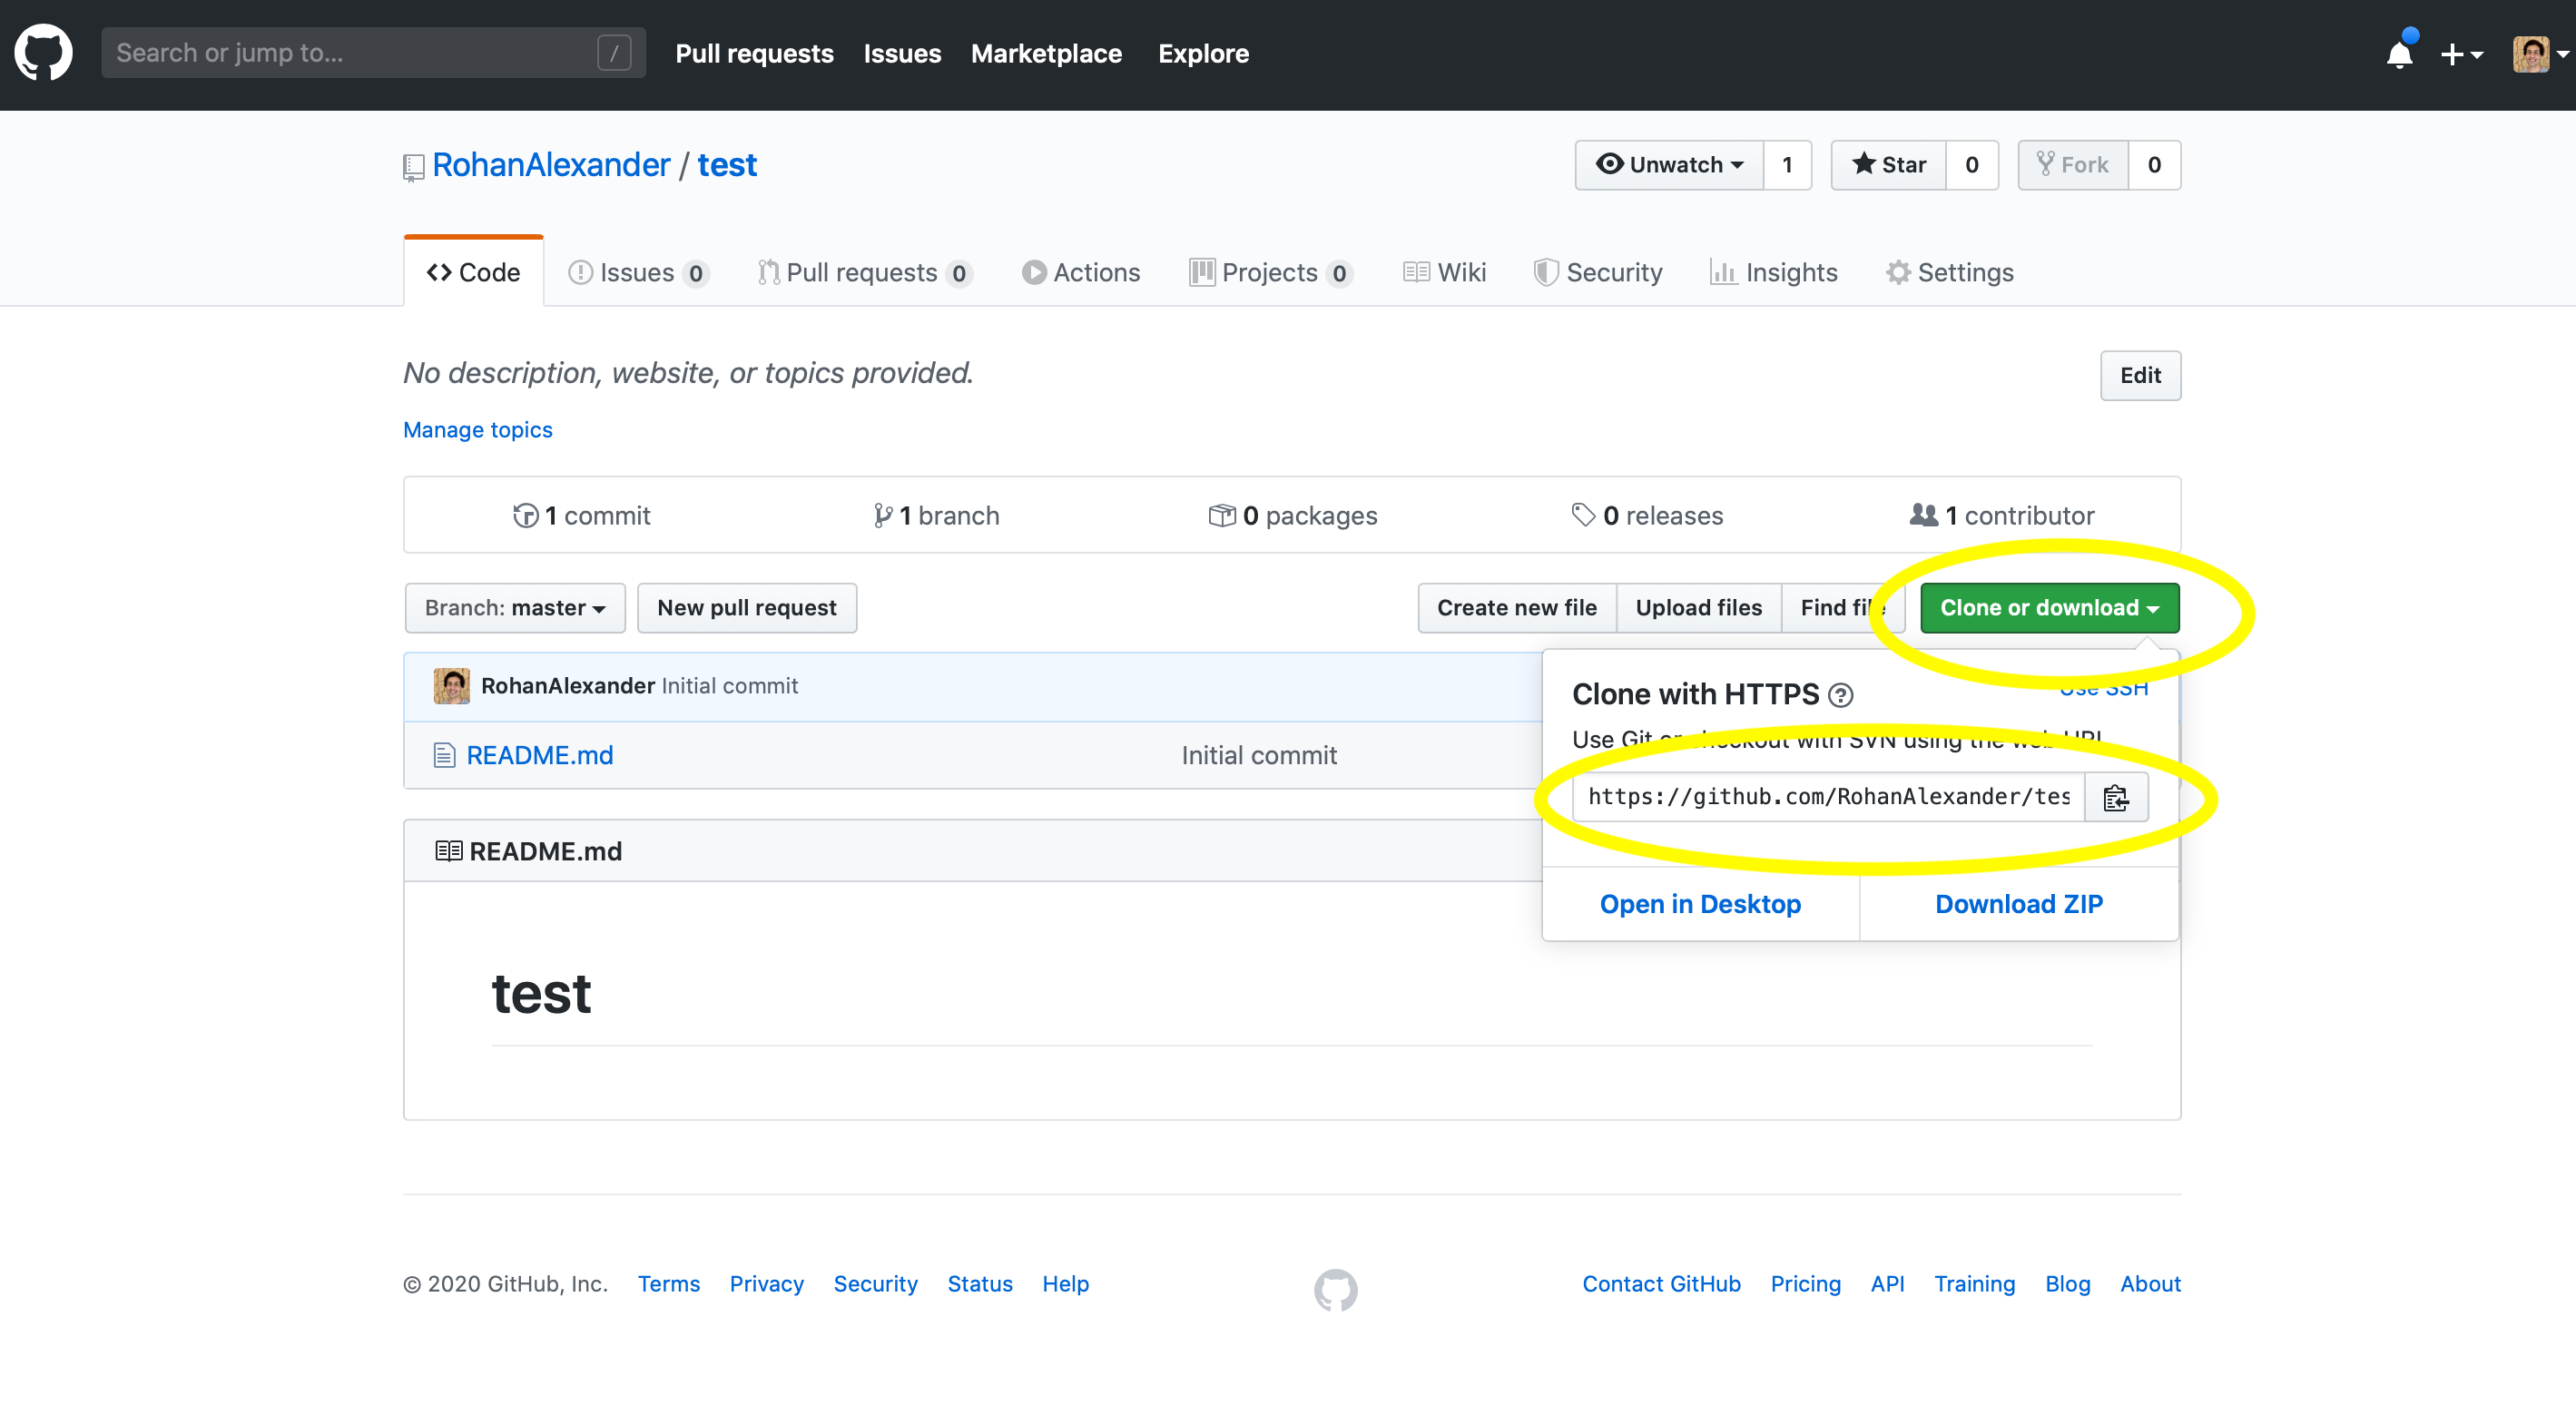 Search or jump to... / Pull requests Issues Marketplace Explore
RohanAlexander / test Unwatch 1 Star 0 Fork 0
Code Issues 0 Pull requests 0 Actions Projects 0 Wiki Security Insights Settings
No description, website, or topics provided. Edit
Manage topics
1 commit 1 branch 0 packages 0 releases 1 contributor
Branch: master New pull request Create new file Upload files Find file Clone or download
RohanAlexander Initial commit
Clone with HTTPS Use SSH
Use Git or checkout with SVN using the web URL
README.md Initial commit
https://github.com/RohanAlexander/tes
README.md
Open in Desktop Download ZIP
test
© 2020 GitHub, Inc. Terms Privacy Security Status Help Contact GitHub Pricing API Training Blog About